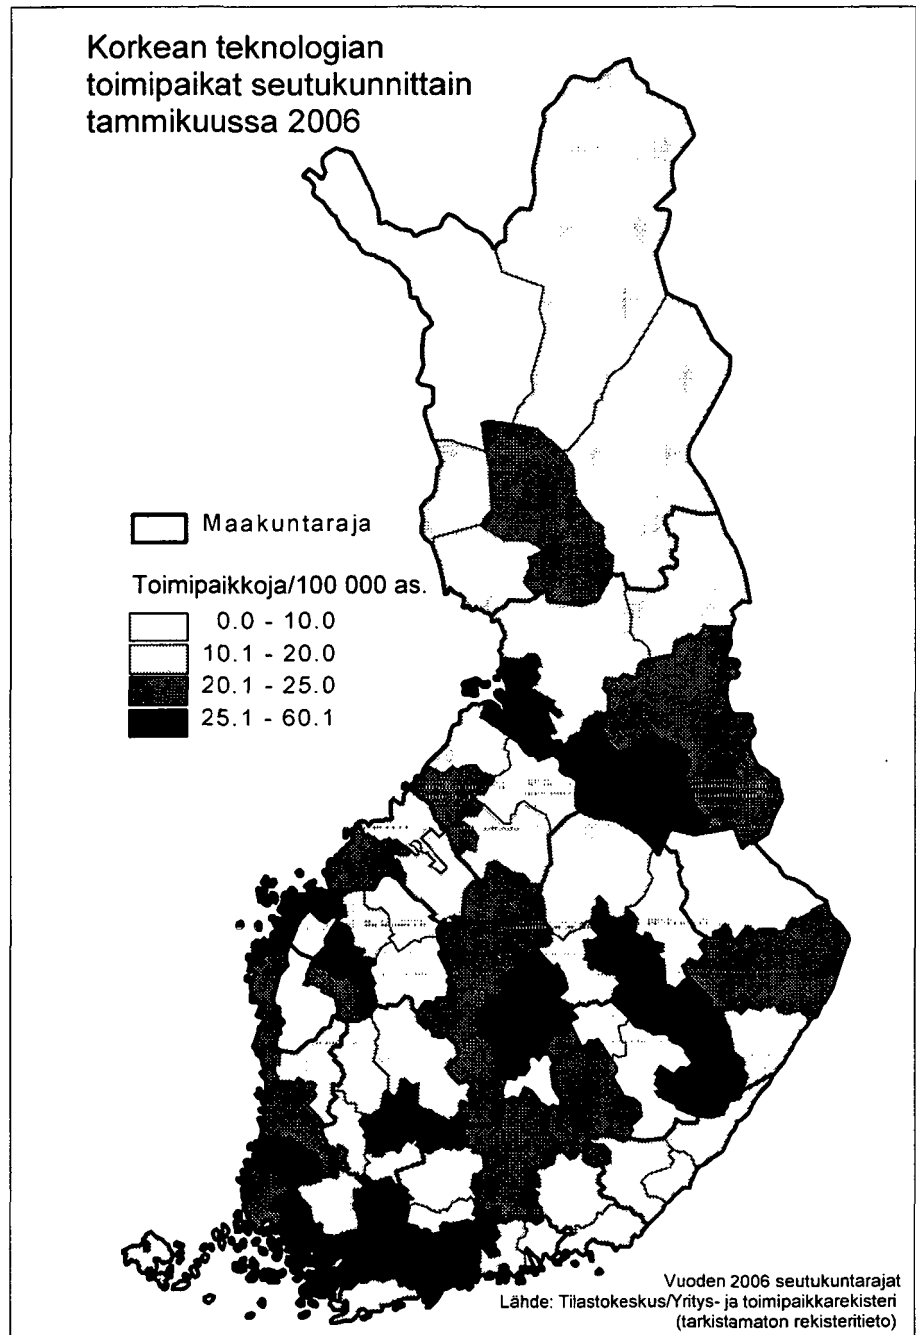 Korkean teknologian
toimipaikat seutukunnittain
tammikuussa 2006
Maakuntaraja
Toimipaikkoja/100 000 as.
0.0 - 10.0
10.1 - 20.0
20.1 - 25.0
25.1 - 60.1
Vuoden 2006 seutukuntarajat
Lähde: Tilastokeskus/Yritys- ja toimipaikkarekisteri
(tarkistamaton rekisteritieto)